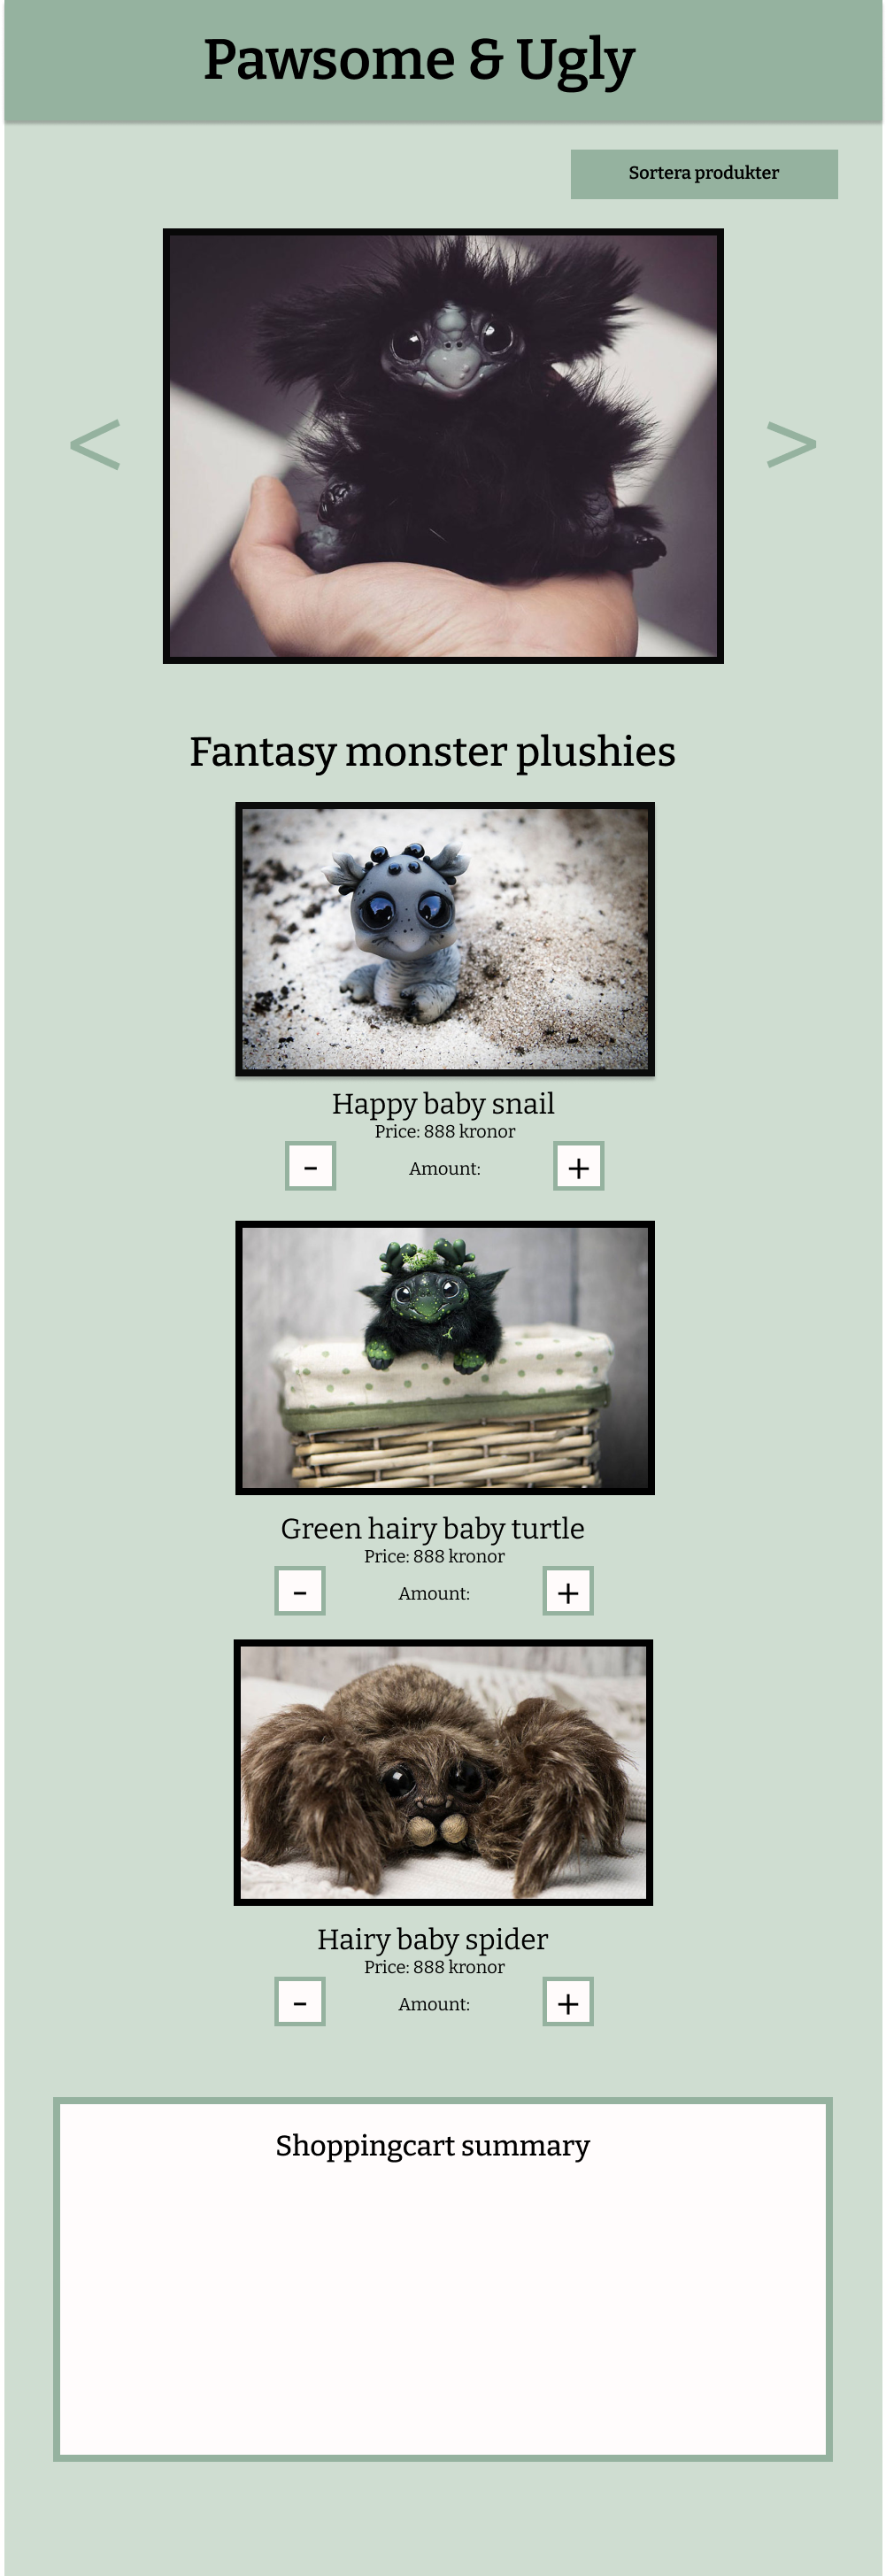 Pawsome & Ugly
Sortera produkter
< >
Fantasy monster plushies
Happy baby snail
Price: 888 kronor
- Amount: +
Green hairy baby turtle
Price: 888 kronor
- Amount: +
Hairy baby spider
Price: 888 kronor
- Amount: +
Shoppingcart summary